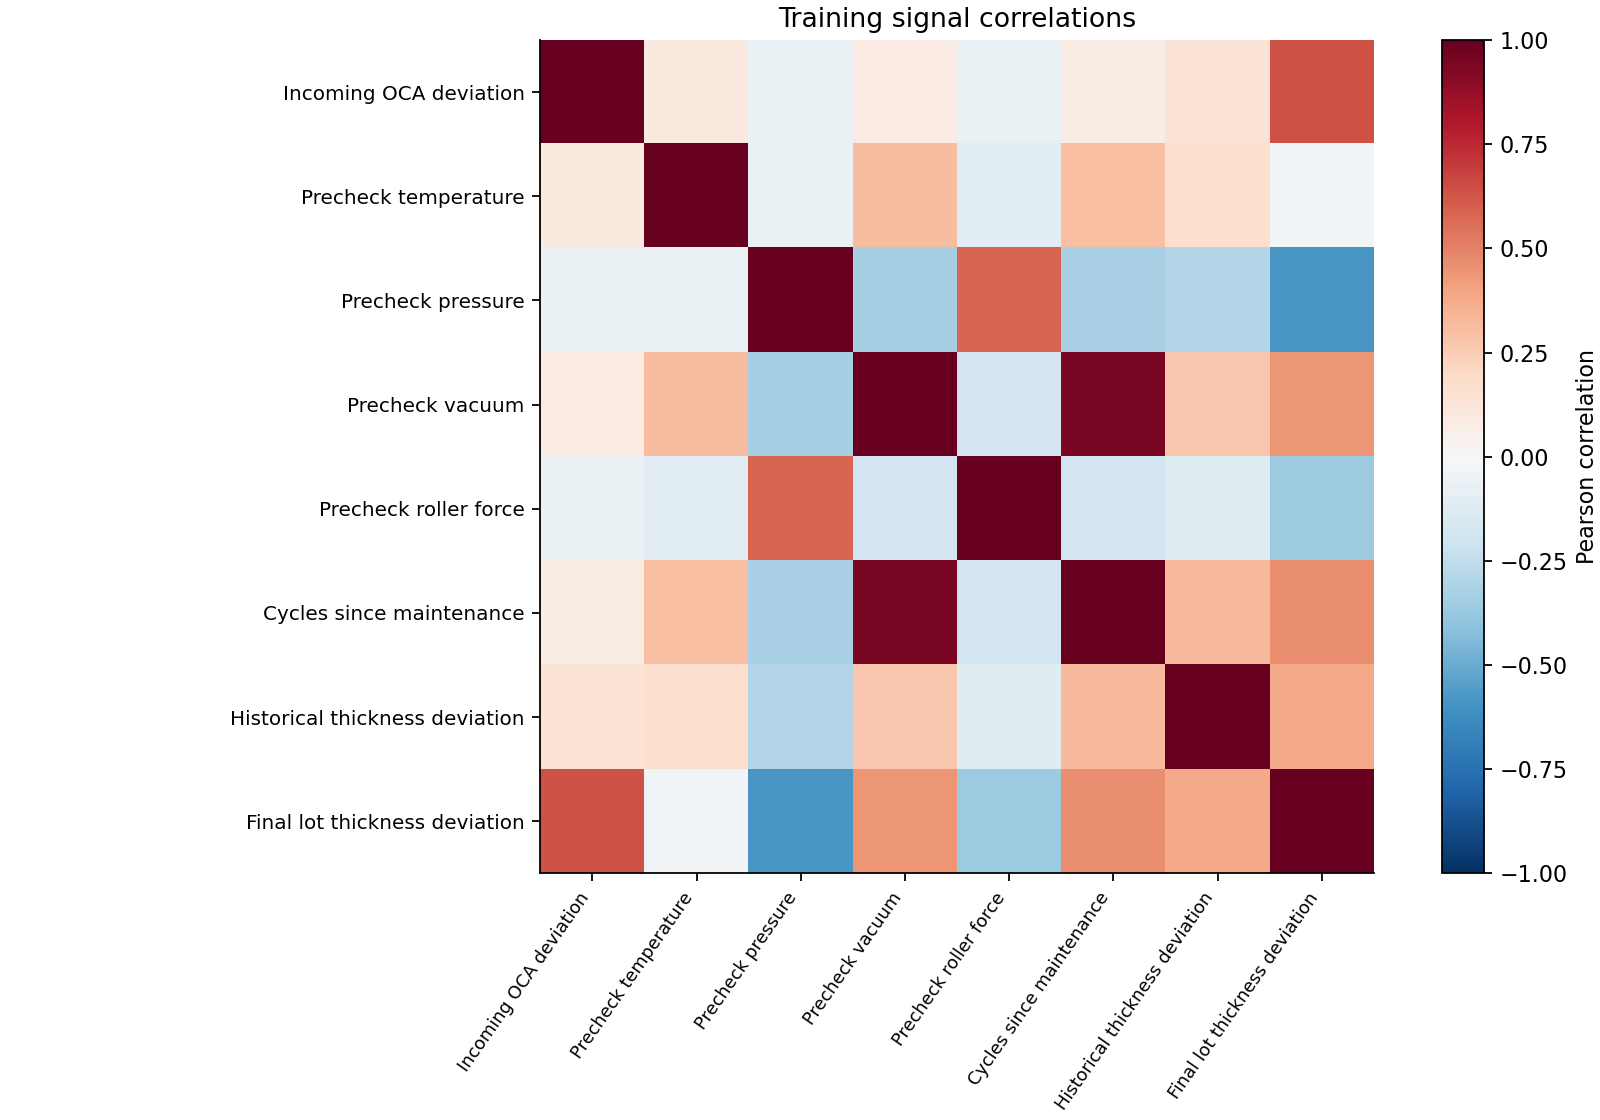 Training signal correlations
Incoming OCA deviation
Precheck temperature
Precheck pressure
Precheck vacuum
Precheck roller force
Cycles since maintenance
Historical thickness deviation
Final lot thickness deviation
Incoming OCA deviation
Precheck temperature
Precheck pressure
Precheck vacuum
Precheck roller force
Cycles since maintenance
Historical thickness deviation
Final lot thickness deviation
1.00
0.75
0.50
0.25
0.00
−0.25
−0.50
−0.75
−1.00
Pearson correlation